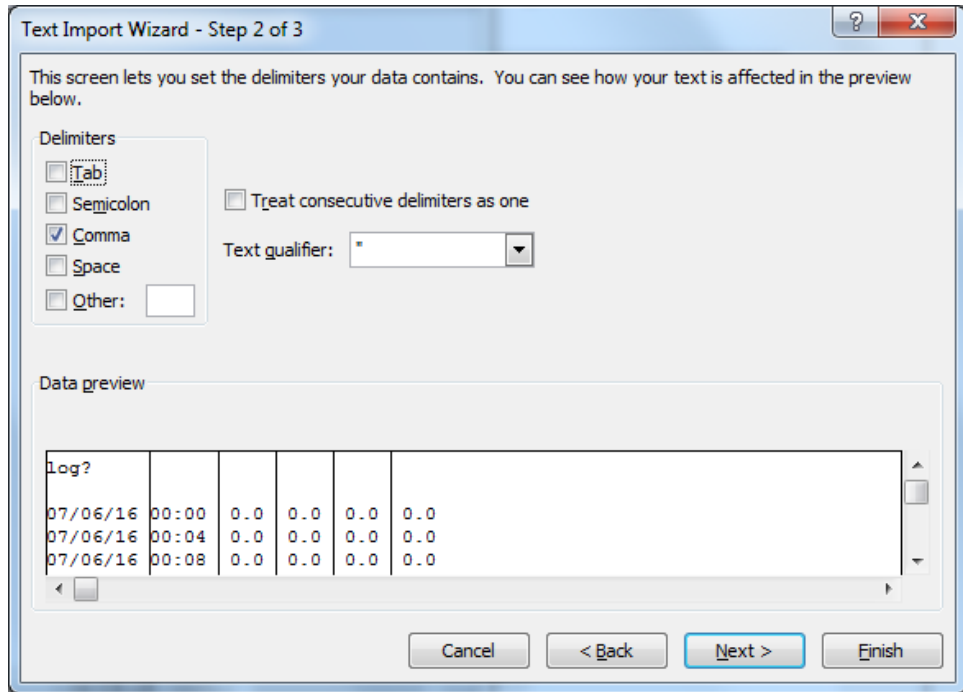 Text Import Wizard - Step 2 of 3
This screen lets you set the delimiters your data contains. You can see how your text is affected in the preview
below.
Delimiters
Tab
Semicolon
Comma
Space
Other:
Treat consecutive delimiters as one
Text qualifier: "
Data preview
log?
07/06/16 00:00 0.0 0.0 0.0 0.0
07/06/16 00:04 0.0 0.0 0.0 0.0
07/06/16 00:08 0.0 0.0 0.0 0.0
Cancel < Back Next > Finish